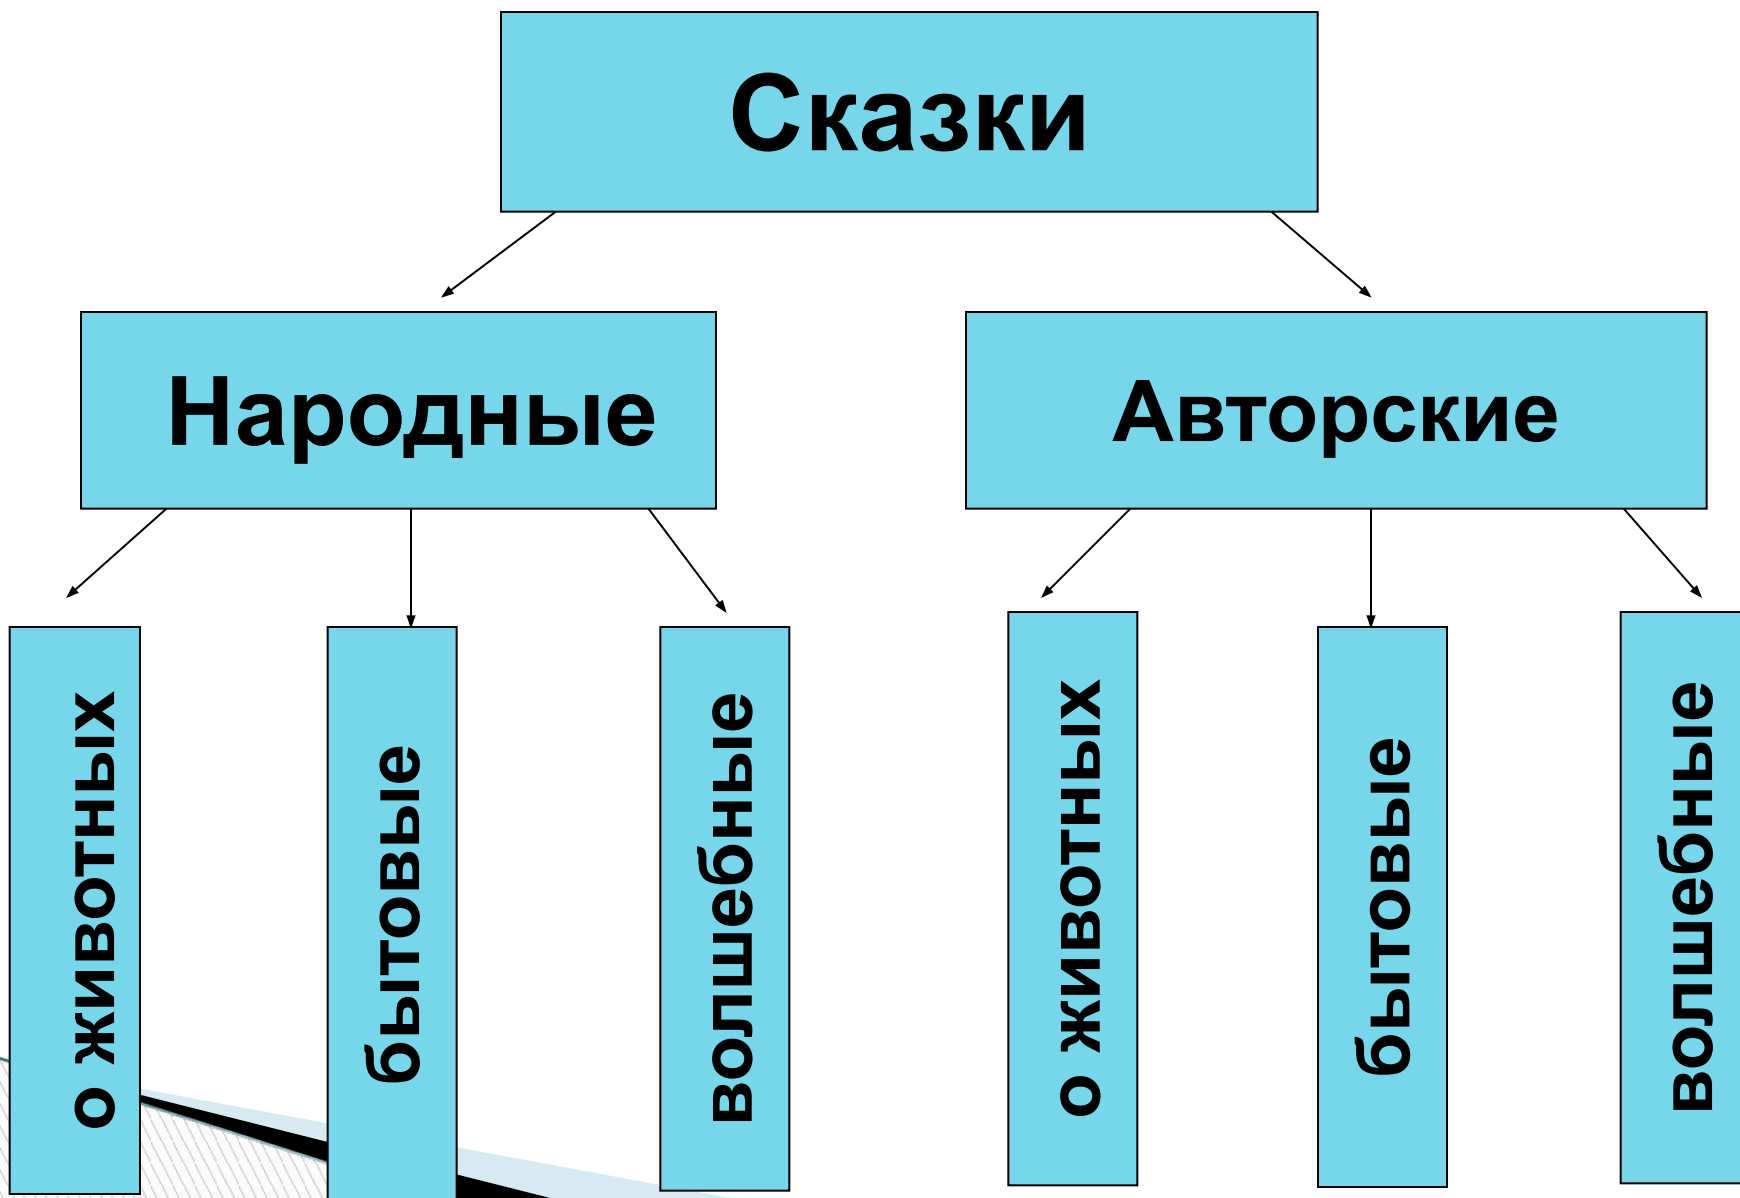 Сказки
Народные
Авторские
о животных
бытовые
волшебные
о животных
бытовые
волшебные